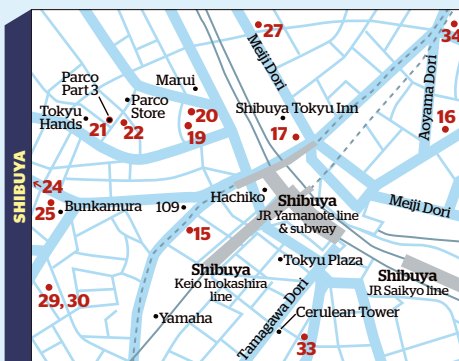 SHIBUYA
27
34
Meiji Dori
Aoyama Dori
Parco
Part 3
Marui
Parco
Store
Tokyu
Hands
21
22
20
19
Shibuya Tokyu Inn
17
16
24
25
Bunkamura
109
Hachiko
Shibuya
JR Yamanote line
& subway
Meiji Dori
15
Shibuya
Keio Inokashira
line
Tokyu Plaza
Shibuya
JR Saikyo line
29, 30
Yamaha
Tamagawa Dori
Cerulean Tower
33